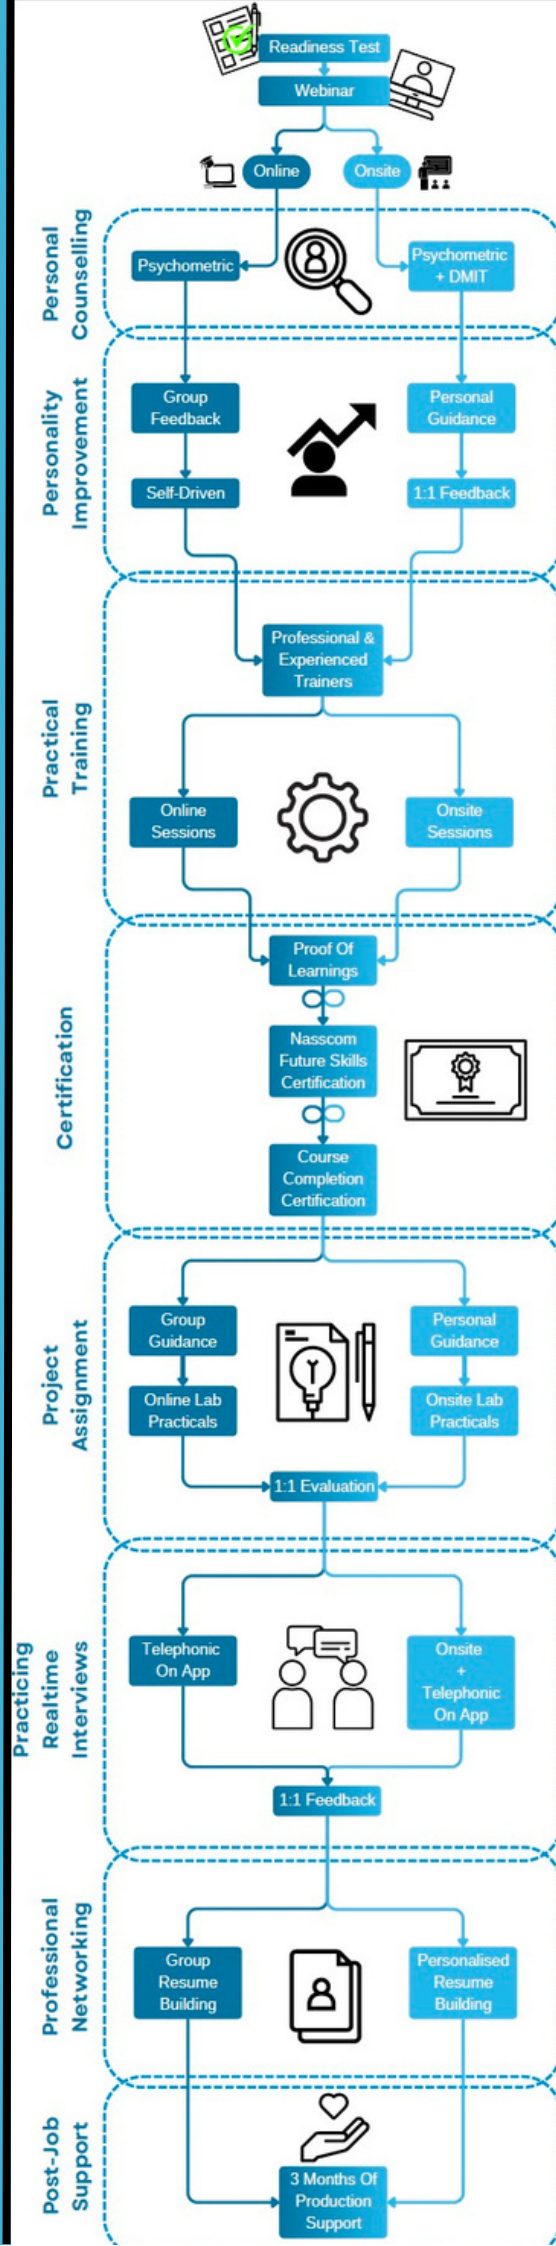 Readiness Test
Webinar
Online
Onsite
Personal
Counselling
Psychometric
Psychometric
+ DMIT
Personality
Improvement
Group
Feedback
Personal
Guidance
Self-Driven
1:1 Feedback
Practical
Training
Professional &
Experienced
Trainers
Online
Sessions
Onsite
Sessions
Certification
Proof Of
Learnings
Nasscom
Future Skills
Certification
Course
Completion
Certification
Project
Assignment
Group
Guidance
Personal
Guidance
Online Lab
Practicals
Onsite Lab
Practicals
1:1 Evaluation
Practicing
Realtime
Interviews
Telephonic
On App
Onsite
+
Telephonic
On App
1:1 Feedback
Professional
Networking
Group
Resume
Building
Personalised
Resume
Building
Post-Job
Support
3 Months Of
Production
Support